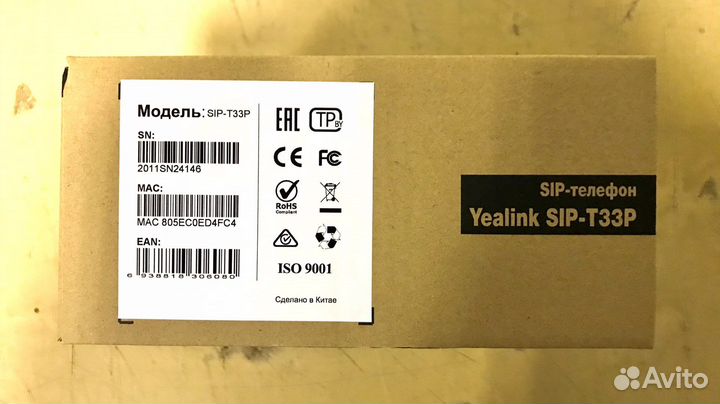 Модель: SIP-T33P
SN:
2011SN24146
MAC:
MAC 805EC0ED4FC4
EAN:
6 938818 306080
EAC
TP BY
CE FC
RoHS
Compliant
ISO 9001
Сделано в Китае
SIP-телефон
Yealink SIP-T33P
Avito